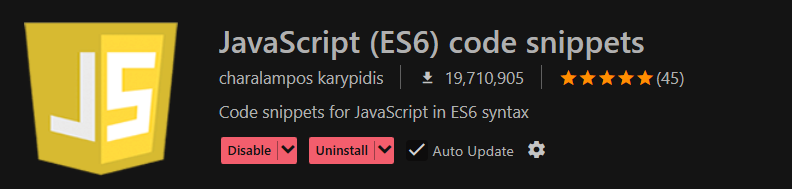 JS
JavaScript (ES6) code snippets
charalampos karypidis 19,710,905 (45)
Code snippets for JavaScript in ES6 syntax
Disable Uninstall Auto Update